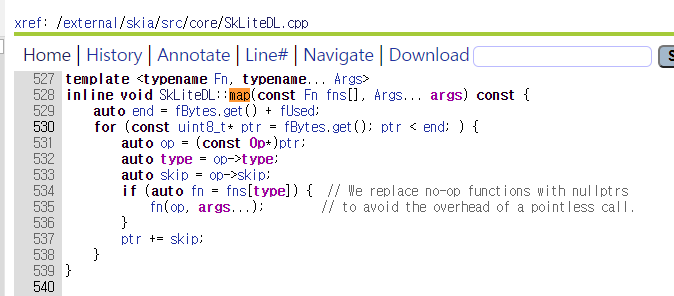 xref: /external/skia/src/core/SkLiteDL.cpp
Home | History | Annotate | Line# | Navigate | Download S
527 template <typename Fn, typename... Args>
528 inline void SkLiteDL::map(const Fn fns[], Args... args) const {
529     auto end = fBytes.get() + fUsed;
530     for (const uint8_t* ptr = fBytes.get(); ptr < end; ) {
531         auto op = (const Op*)ptr;
532         auto type = op->type;
533         auto skip = op->skip;
534         if (auto fn = fns[type]) {  // We replace no-op functions with nullptrs
535             fn(op, args...);        // to avoid the overhead of a pointless call.
536         }
537         ptr += skip;
538     }
539 }
540